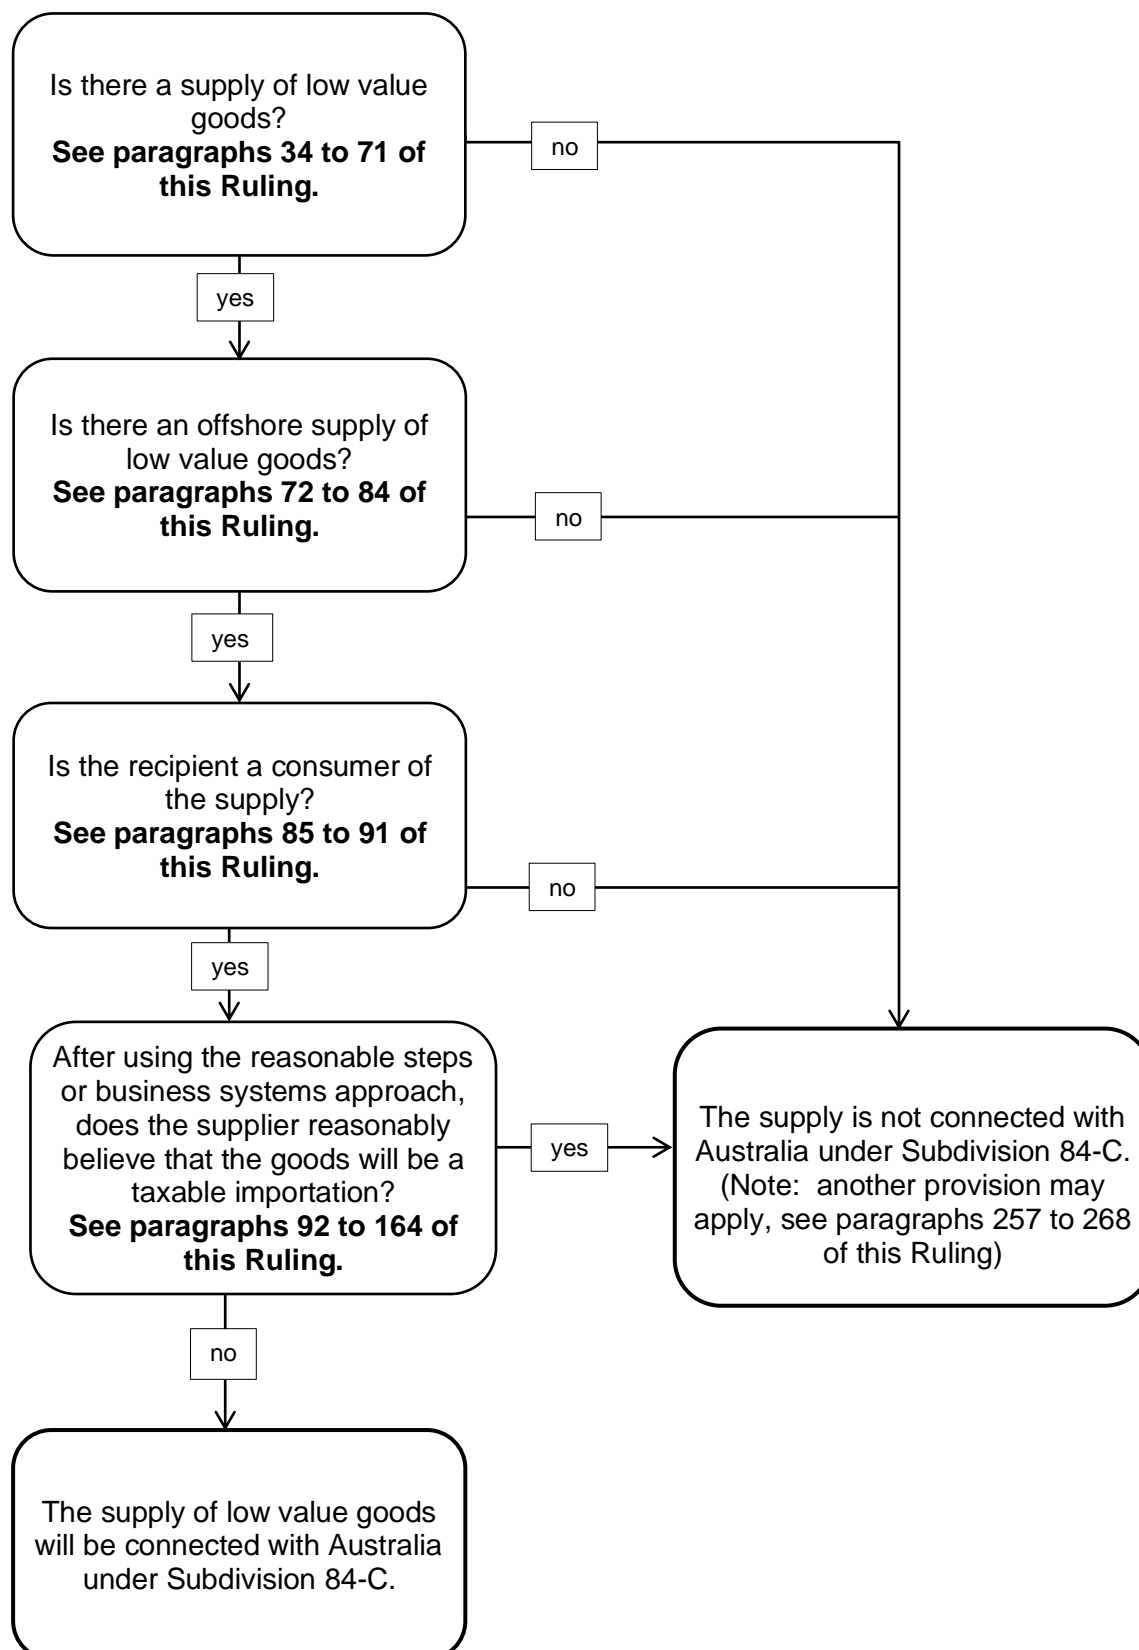 Is there a supply of low value
goods?
See paragraphs 34 to 71 of
this Ruling.
no
yes
Is there an offshore supply of
low value goods?
See paragraphs 72 to 84 of
this Ruling.
no
yes
Is the recipient a consumer of
the supply?
See paragraphs 85 to 91 of
this Ruling.
no
yes
After using the reasonable steps
or business systems approach,
does the supplier reasonably
believe that the goods will be a
taxable importation?
See paragraphs 92 to 164 of
this Ruling.
yes
The supply is not connected with
Australia under Subdivision 84-C.
(Note: another provision may
apply, see paragraphs 257 to 268
of this Ruling)
no
The supply of low value goods
will be connected with Australia
under Subdivision 84-C.